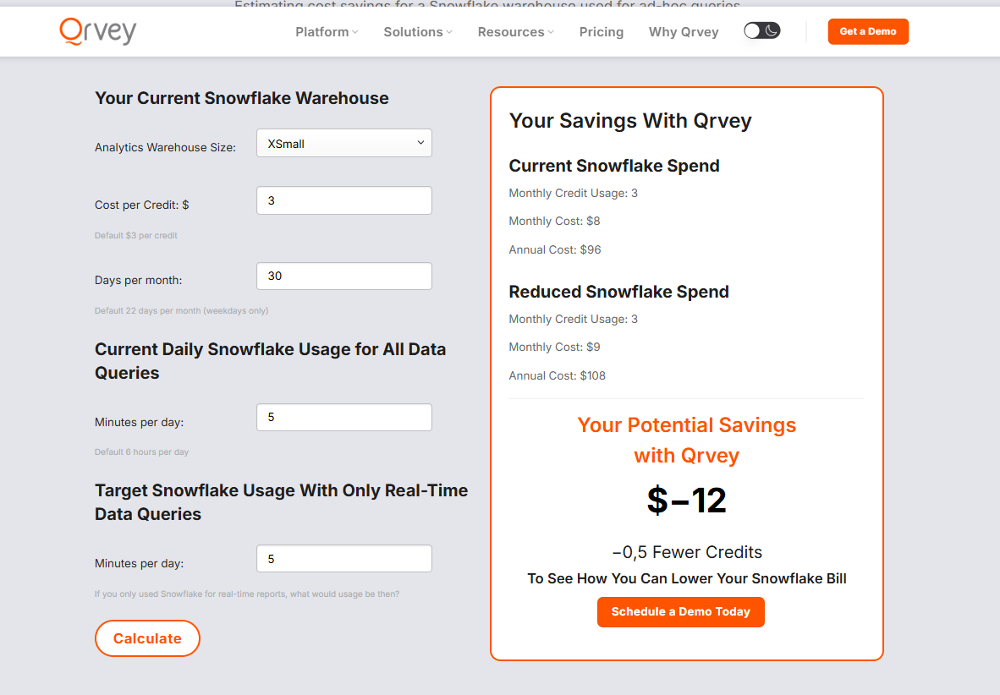 Estimating cost savings for a Snowflake warehouse used for ad-hoc queries
Qrvey
Platform
Solutions
Resources
Pricing
Why Qrvey
Get a Demo
Your Current Snowflake Warehouse
Analytics Warehouse Size:
XSmall
Cost per Credit: $
3
Default $3 per credit
Days per month:
30
Default 22 days per month (weekdays only)
Current Daily Snowflake Usage for All Data
Queries
Minutes per day:
5
Default 6 hours per day
Target Snowflake Usage With Only Real-Time
Data Queries
Minutes per day:
5
If you only used Snowflake for real-time reports, what would usage be then?
Calculate
Your Savings With Qrvey
Current Snowflake Spend
Monthly Credit Usage: 3
Monthly Cost: $8
Annual Cost: $96
Reduced Snowflake Spend
Monthly Credit Usage: 3
Monthly Cost: $9
Annual Cost: $108
Your Potential Savings
with Qrvey
$−12
−0,5 Fewer Credits
To See How You Can Lower Your Snowflake Bill
Schedule a Demo Today